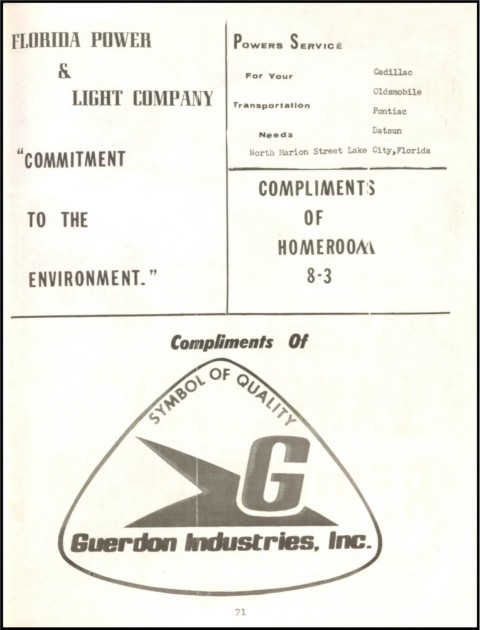 FLORIDA POWER
&
LIGHT COMPANY
"COMMITMENT
TO THE
ENVIRONMENT."
POWERS SERVICE
For Your
Transportation
Needs
Cadillac
Oldsmobile
Pontiac
Datsun
North Marion Street Lake City,Florida
COMPLIMENTS
OF
HOMEROOM
8-3
Compliments Of
SYMBOL OF QUALITY
G
Guerdon Industries, Inc.
71